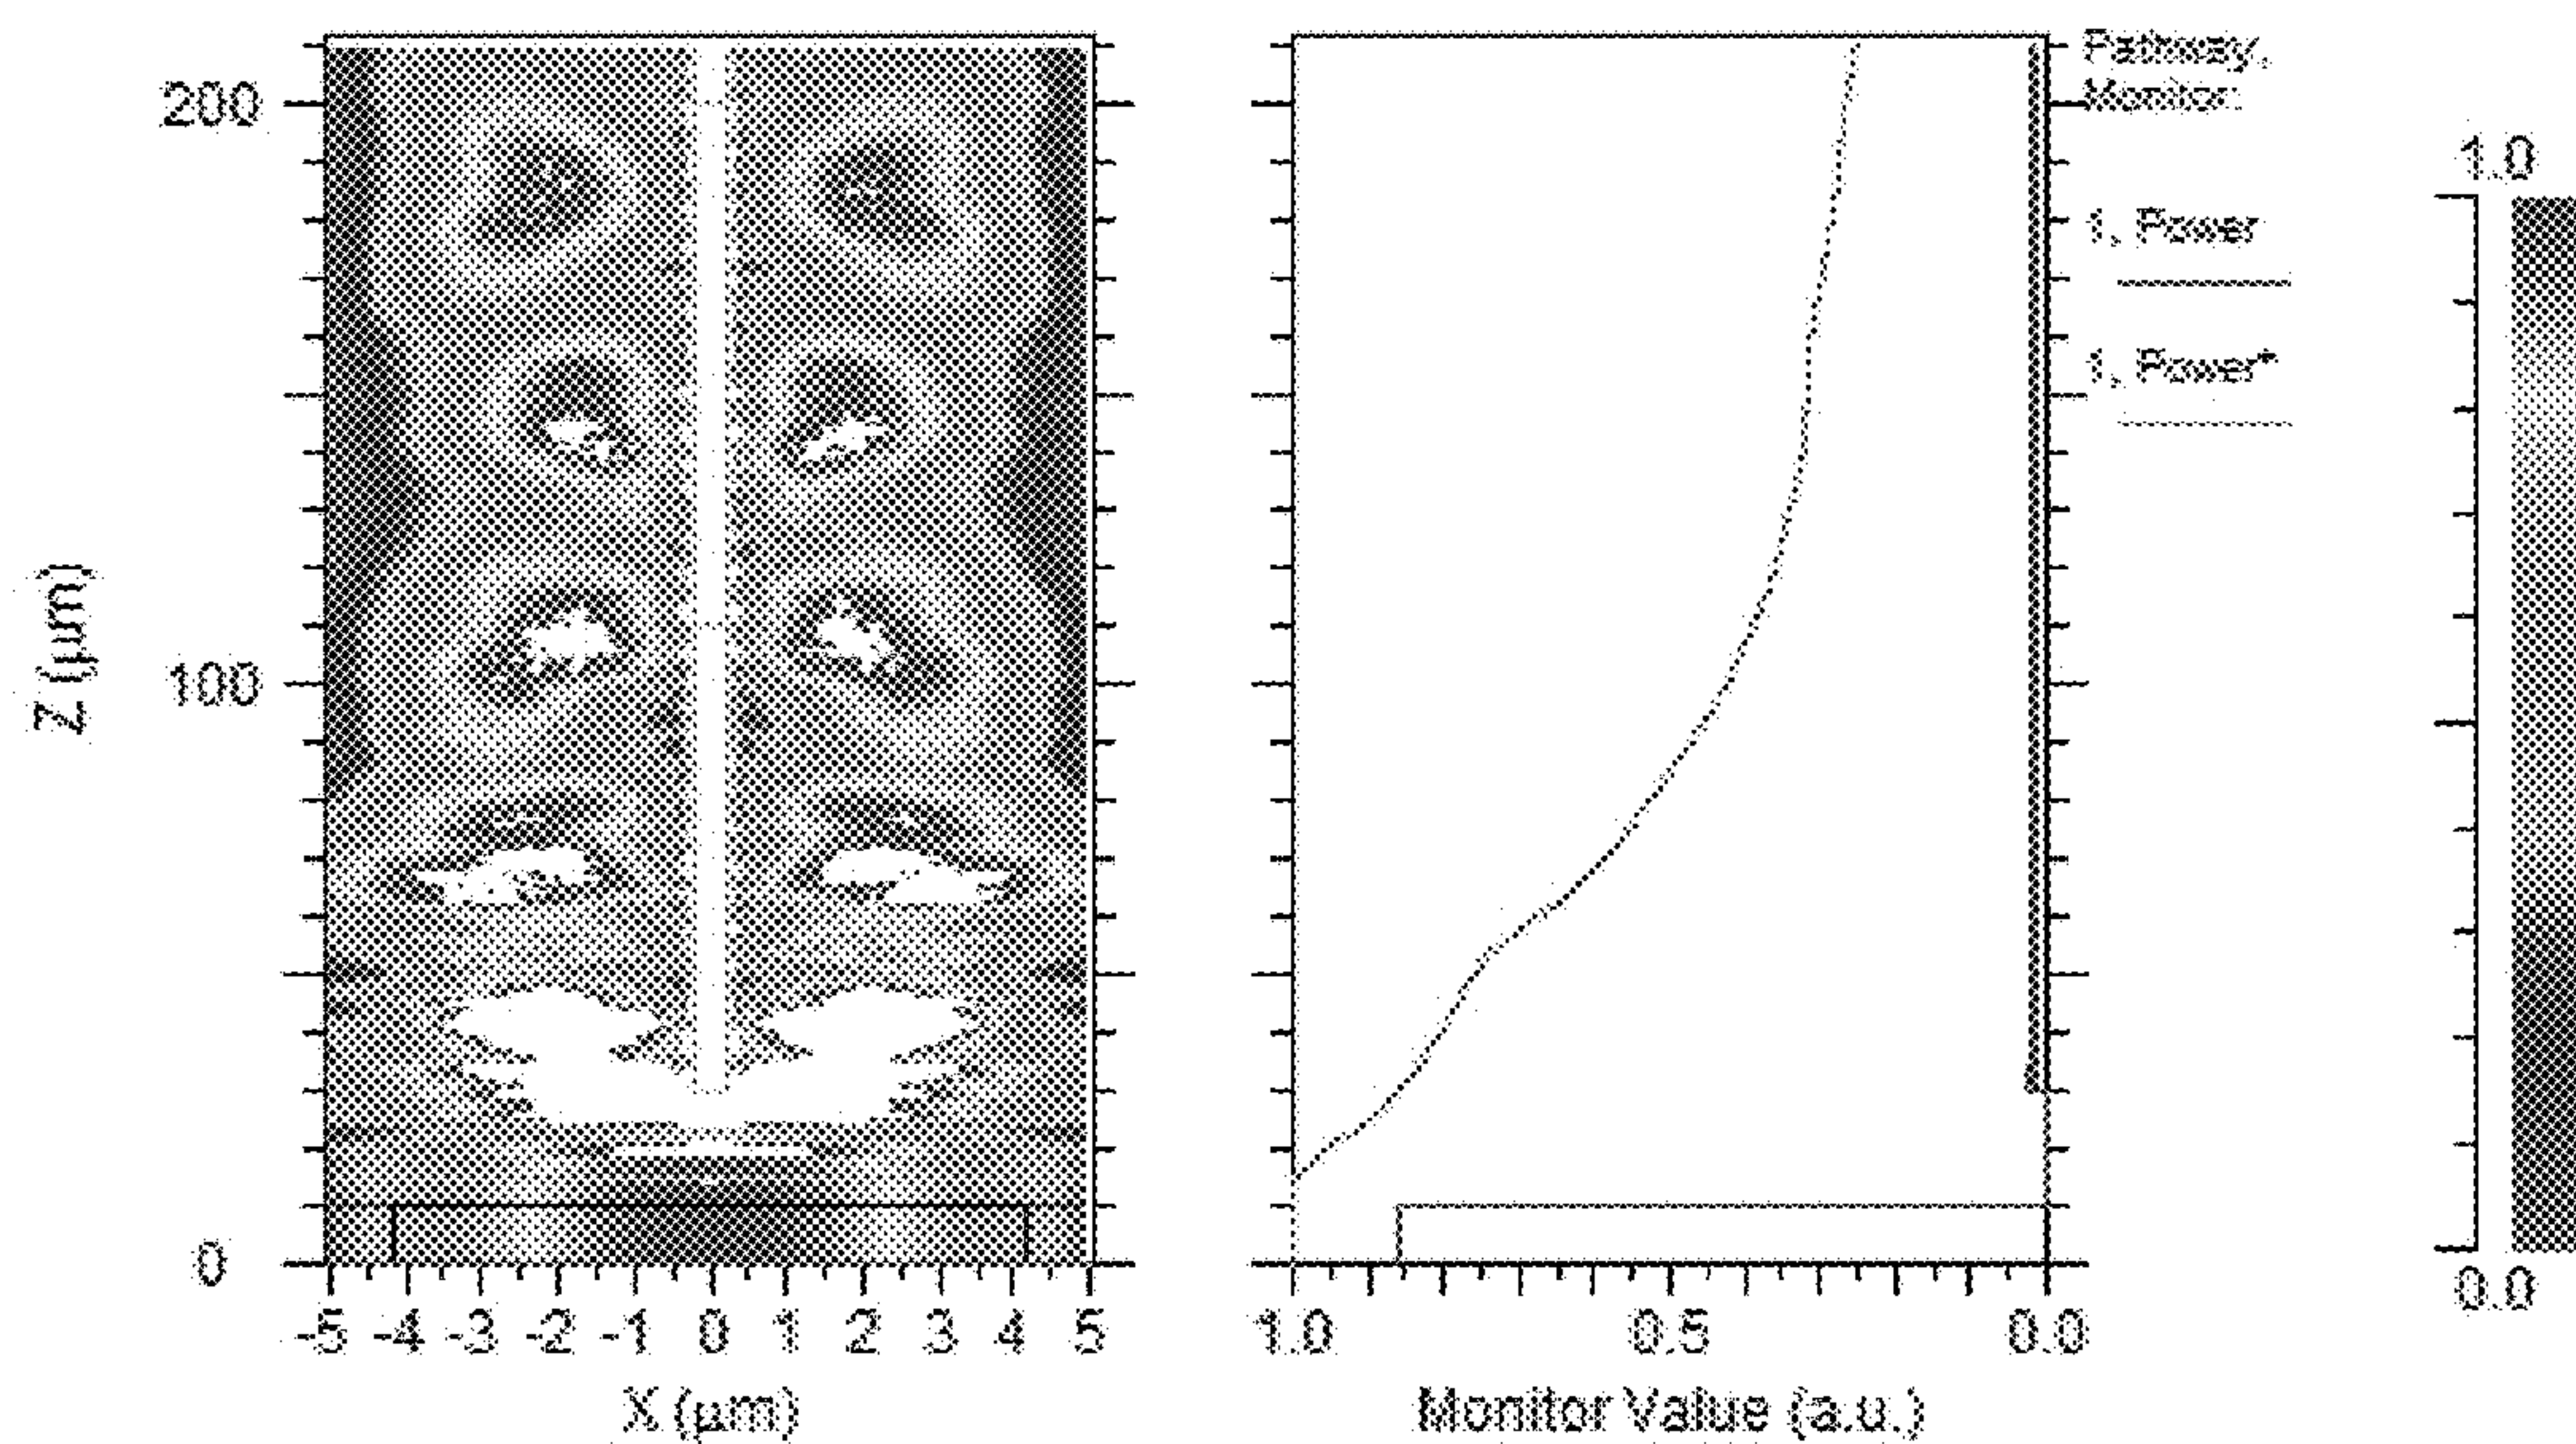 200
100
0
Z (μm)
-5 -4 -3 -2 -1 0 1 2 3 4 5
X (μm)
1.0 0.5 0.0
Monitor Value (a.u.)
Pathway,
Monitor:
1, Power
1, Power*
1.0
0.0